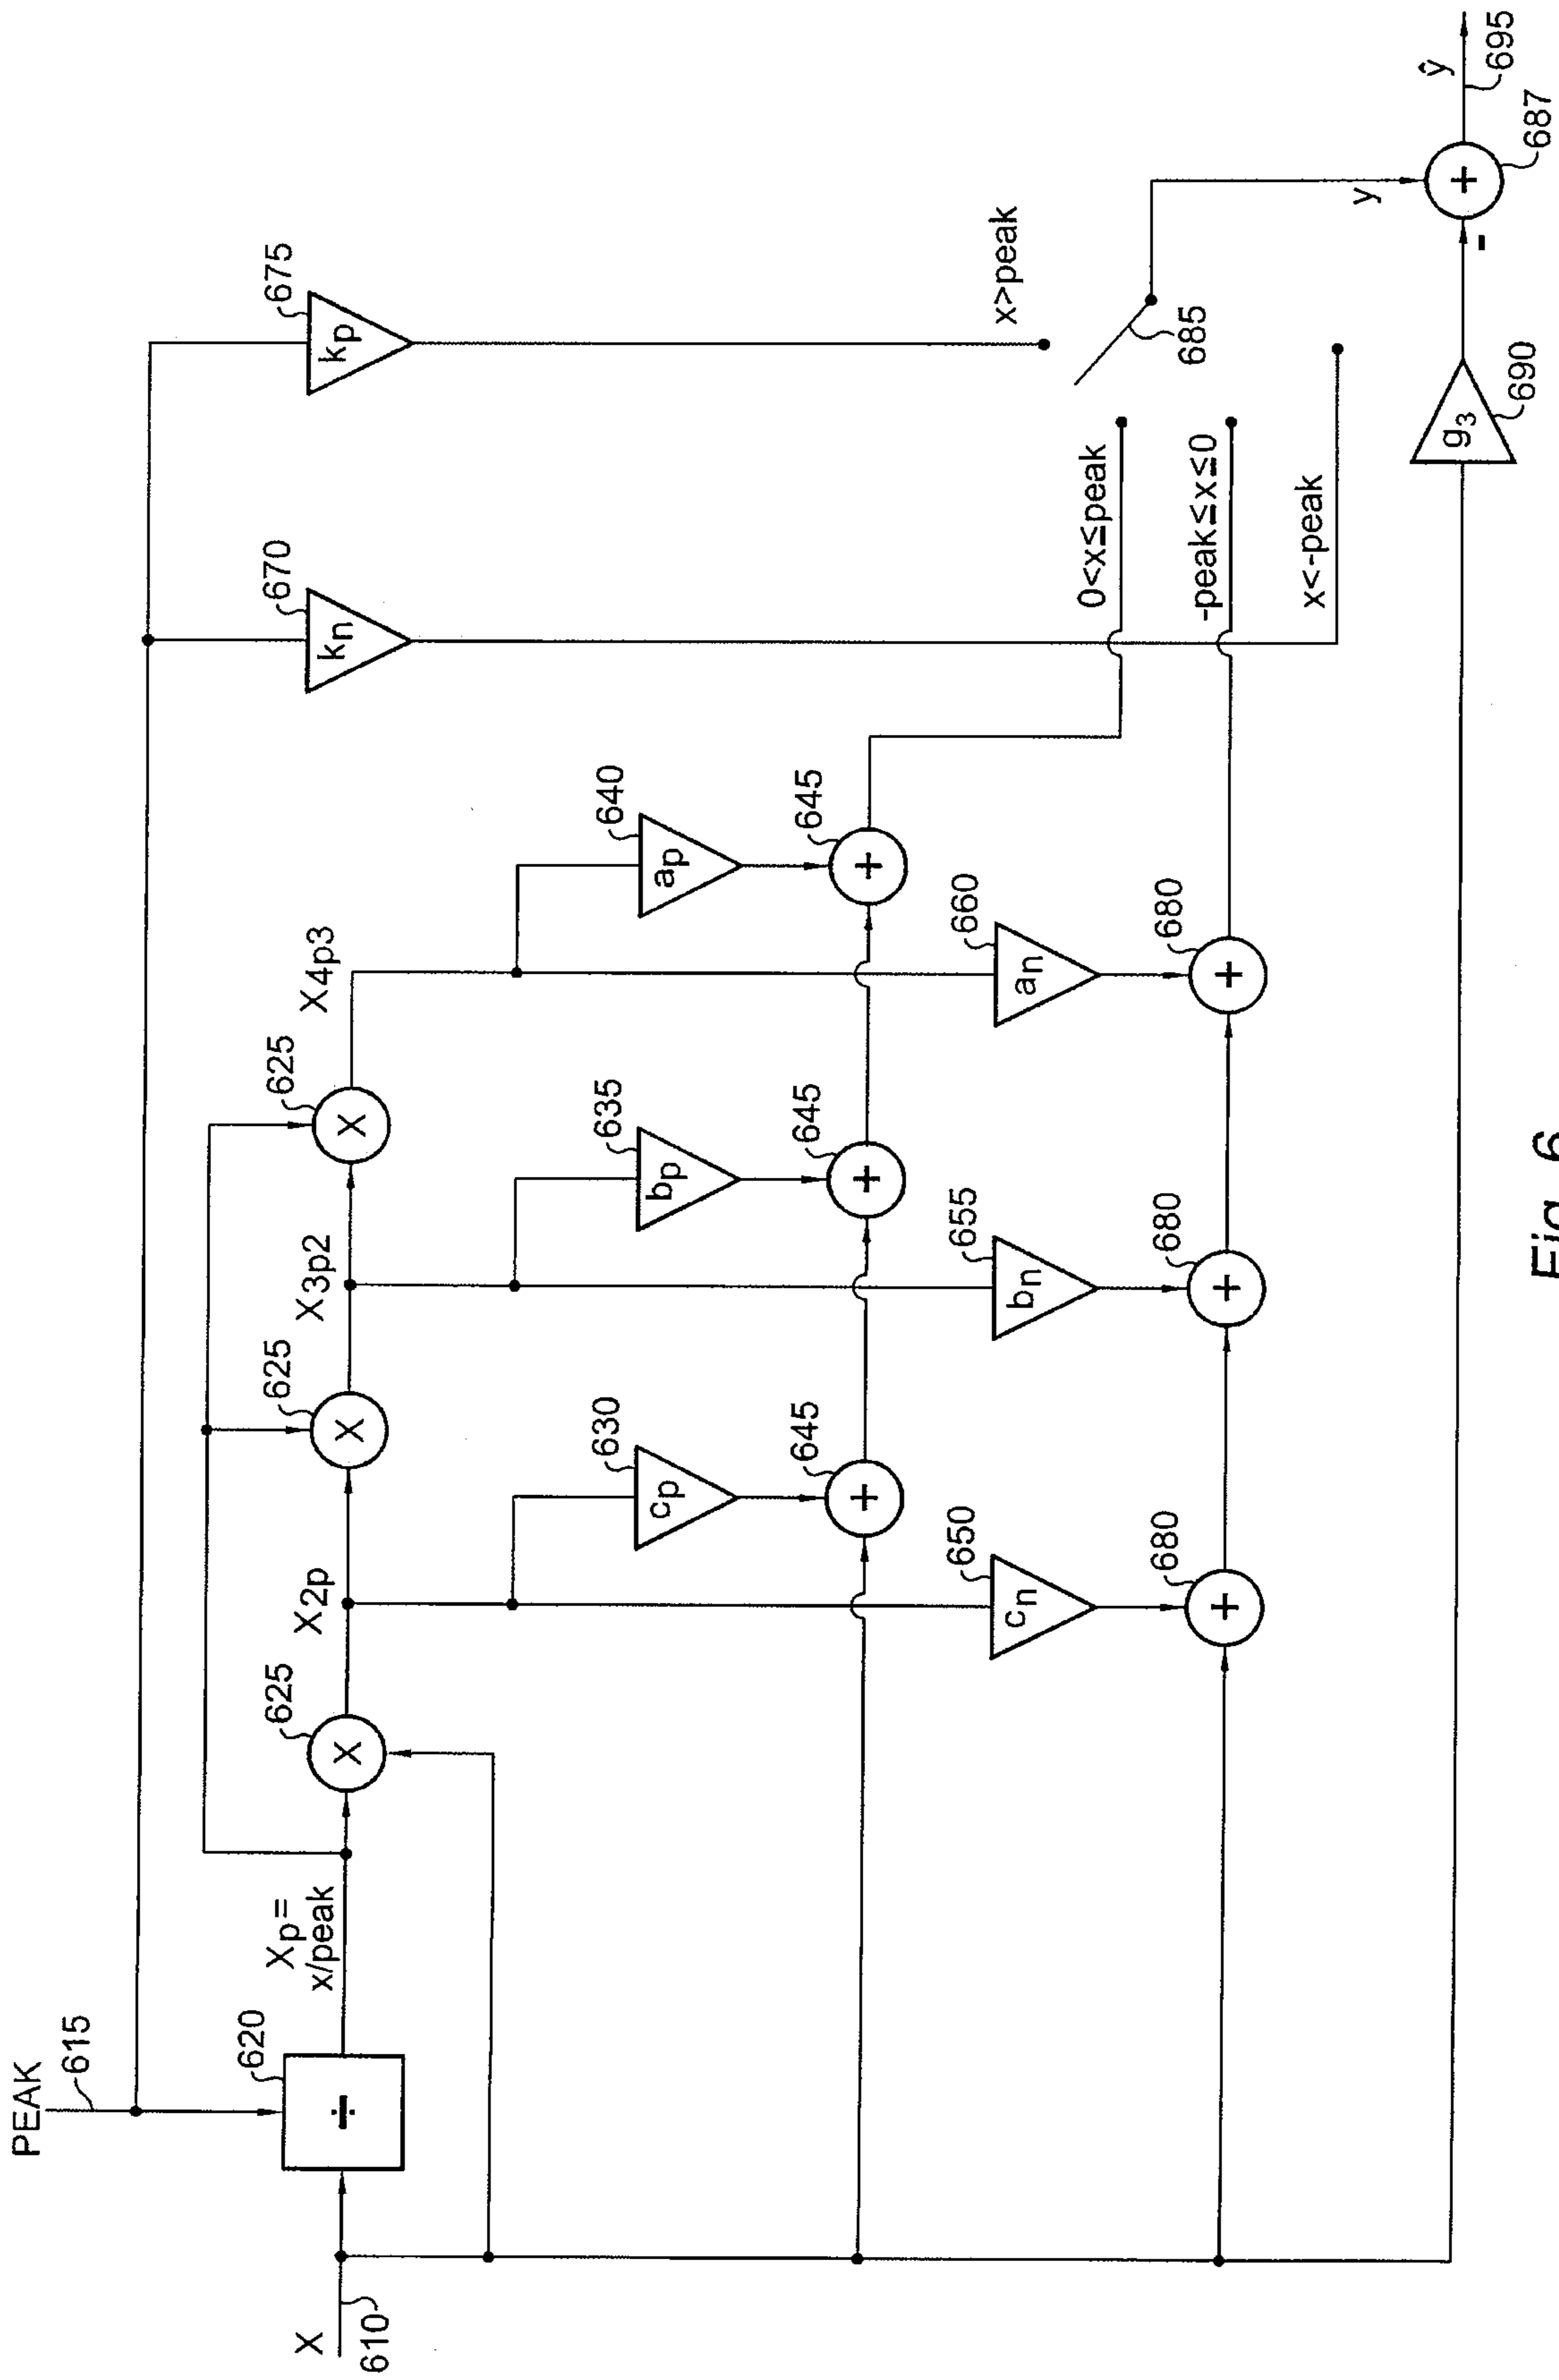 PEAK
615
X
610
620
÷
Xp=
x/peak
625
X
X2p
625
X
X3p2
625
X
X4p3
630
cp
645
+
635
bp
645
+
640
ap
645
+
650
cn
680
+
655
bn
680
+
660
an
680
+
670
kn
675
kp
x>peak
0<x≤peak
-peak≤x≤0
x<-peak
685
g3
690
y
-
+
687
ŷ
695
Fig. 6